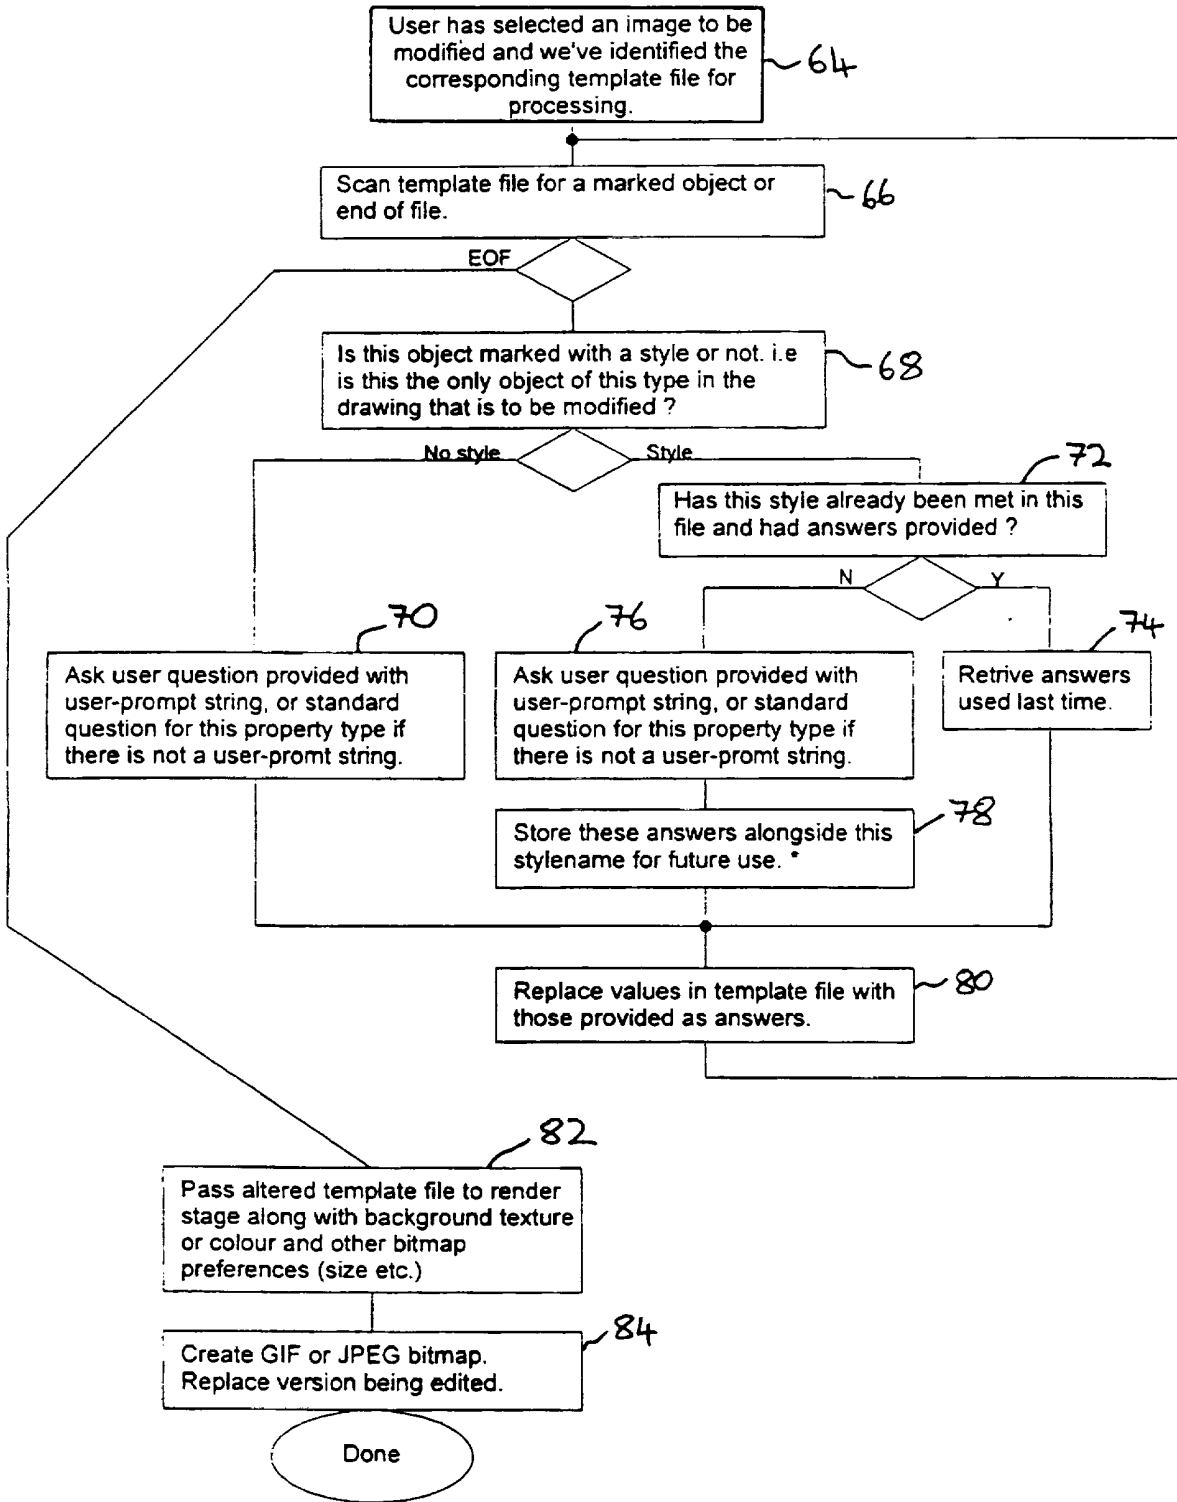 User has selected an image to be
modified and we've identified the
corresponding template file for
processing.
64
Scan template file for a marked object or
end of file.
66
EOF
Is this object marked with a style or not. i.e
is this the only object of this type in the
drawing that is to be modified ?
68
No style
Style
72
Has this style already been met in this
file and had answers provided ?
N
Y
70
76
74
Ask user question provided with
user-prompt string, or standard
question for this property type if
there is not a user-promt string.
Ask user question provided with
user-prompt string, or standard
question for this property type if
there is not a user-promt string.
Retrive answers
used last time.
78
Store these answers alongside this
stylename for future use. *
80
Replace values in template file with
those provided as answers.
82
Pass altered template file to render
stage along with background texture
or colour and other bitmap
preferences (size etc.)
84
Create GIF or JPEG bitmap.
Replace version being edited.
Done